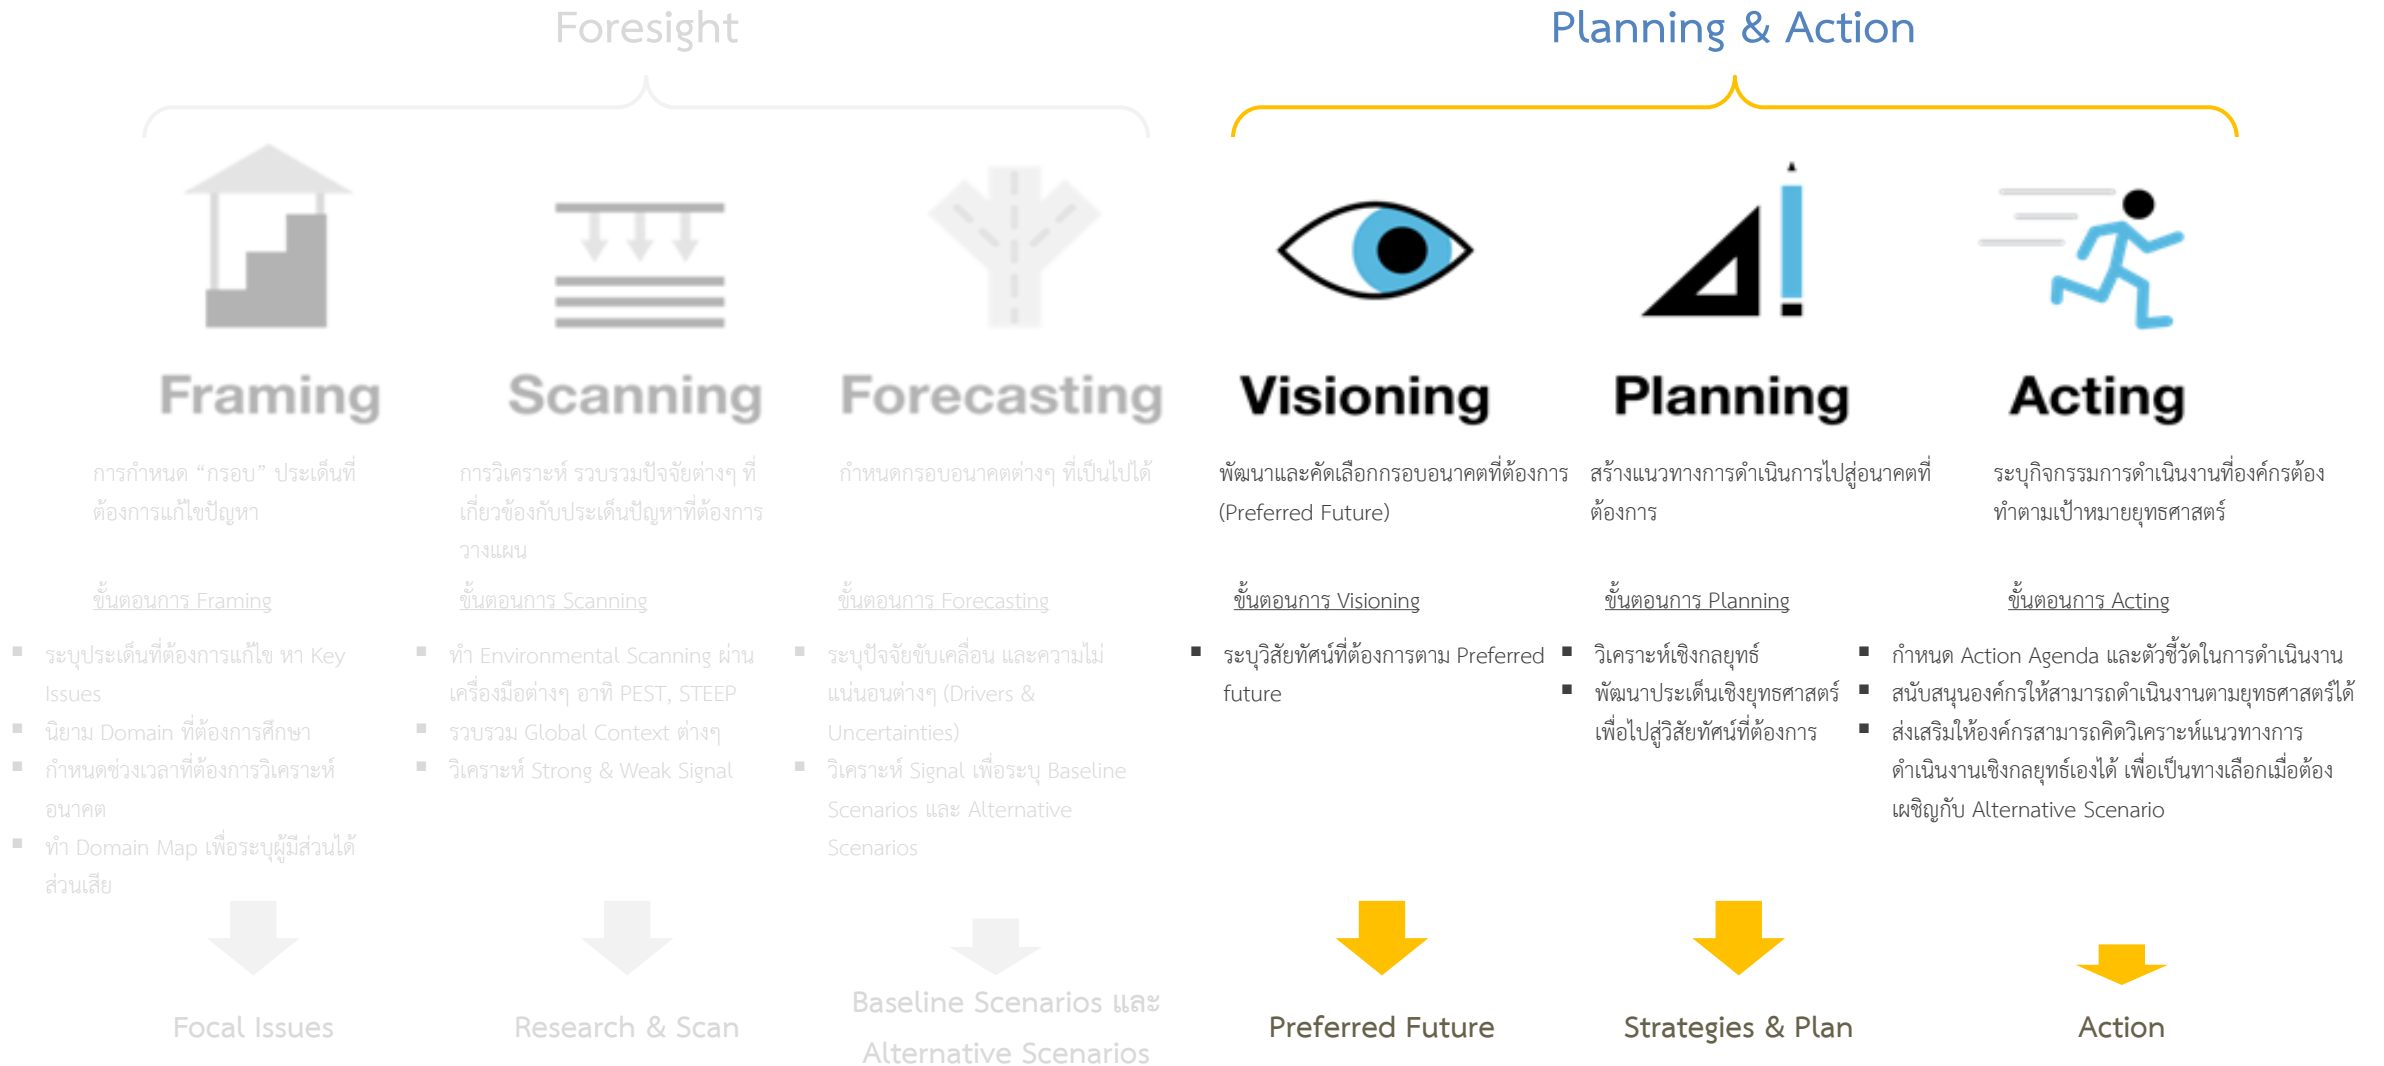 Foresight
Planning & Action
Framing
การกำหนด “กรอบ” ประเด็นที่
ต้องการแก้ไขปัญหา
ขั้นตอนการ Framing
▪ ระบุประเด็นที่ต้องการแก้ไข หา Key
Issues
▪ นิยาม Domain ที่ต้องการศึกษา
▪ กำหนดช่วงเวลาที่ต้องการวิเคราะห์
อนาคต
▪ ทำ Domain Map เพื่อระบุผู้มีส่วนได้
ส่วนเสีย
Focal Issues
Scanning
การวิเคราะห์ รวบรวมปัจจัยต่างๆ ที่
เกี่ยวข้องกับประเด็นปัญหาที่ต้องการ
วางแผน
ขั้นตอนการ Scanning
▪ ทำ Environmental Scanning ผ่าน
เครื่องมือต่างๆ อาทิ PEST, STEEP
▪ รวบรวม Global Context ต่างๆ
▪ วิเคราะห์ Strong & Weak Signal
Research & Scan
Forecasting
กำหนดกรอบอนาคตต่างๆ ที่เป็นไปได้
ขั้นตอนการ Forecasting
▪ ระบุปัจจัยขับเคลื่อน และความไม่
แน่นอนต่างๆ (Drivers &
Uncertainties)
▪ วิเคราะห์ Signal เพื่อระบุ Baseline
Scenarios และ Alternative
Scenarios
Baseline Scenarios และ
Alternative Scenarios
Visioning
พัฒนาและคัดเลือกกรอบอนาคตที่ต้องการ
(Preferred Future)
ขั้นตอนการ Visioning
▪ ระบุวิสัยทัศน์ที่ต้องการตาม Preferred
future
Preferred Future
Planning
สร้างแนวทางการดำเนินการไปสู่อนาคตที่
ต้องการ
ขั้นตอนการ Planning
▪ วิเคราะห์เชิงกลยุทธ์
▪ พัฒนาประเด็นเชิงยุทธศาสตร์
เพื่อไปสู่วิสัยทัศน์ที่ต้องการ
Strategies & Plan
Acting
ระบุกิจกรรมการดำเนินงานที่องค์กรต้อง
ทำตามเป้าหมายยุทธศาสตร์
ขั้นตอนการ Acting
▪ กำหนด Action Agenda และตัวชี้วัดในการดำเนินงาน
▪ สนับสนุนองค์กรให้สามารถดำเนินงานตามยุทธศาสตร์ได้
▪ ส่งเสริมให้องค์กรสามารถคิดวิเคราะห์แนวทางการ
ดำเนินงานเชิงกลยุทธ์เองได้ เพื่อเป็นทางเลือกเมื่อต้อง
เผชิญกับ Alternative Scenario
Action